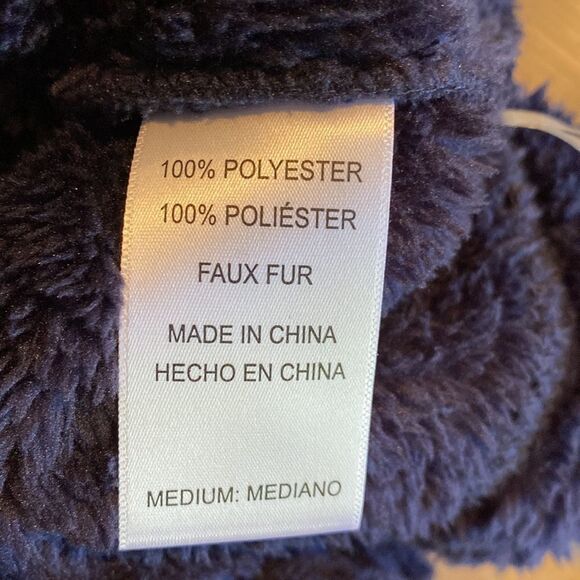 100% POLYESTER
100% POLIÉSTER
FAUX FUR
MADE IN CHINA
HECHO EN CHINA
MEDIUM: MEDIANO